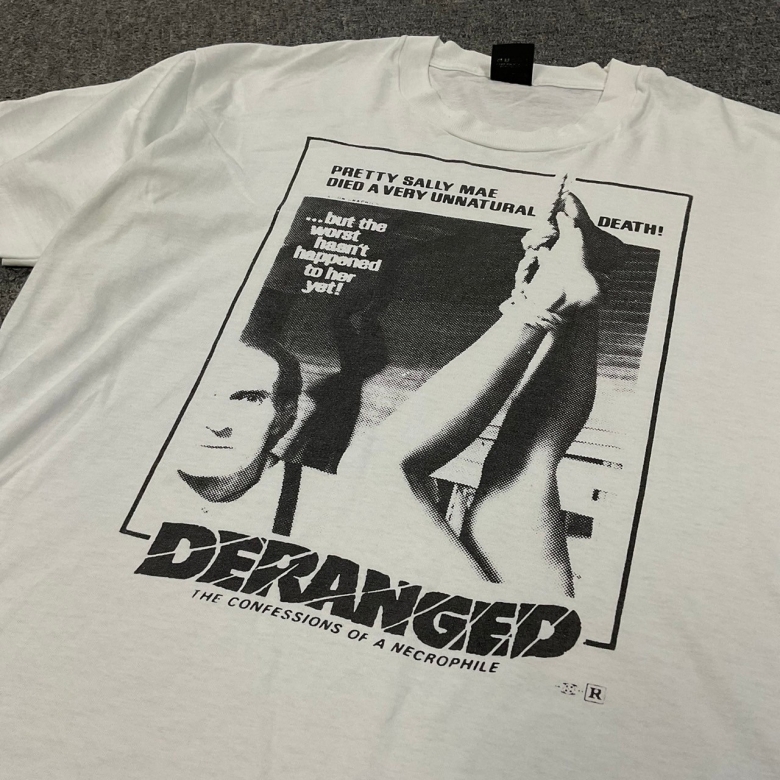 PRETTY SALLY MAE
DIED A VERY UNNATURAL DEATH!
...but the
worst
hasn't
happened
to her
yet!
DERANGED
THE CONFESSIONS OF A NECROPHILE
R